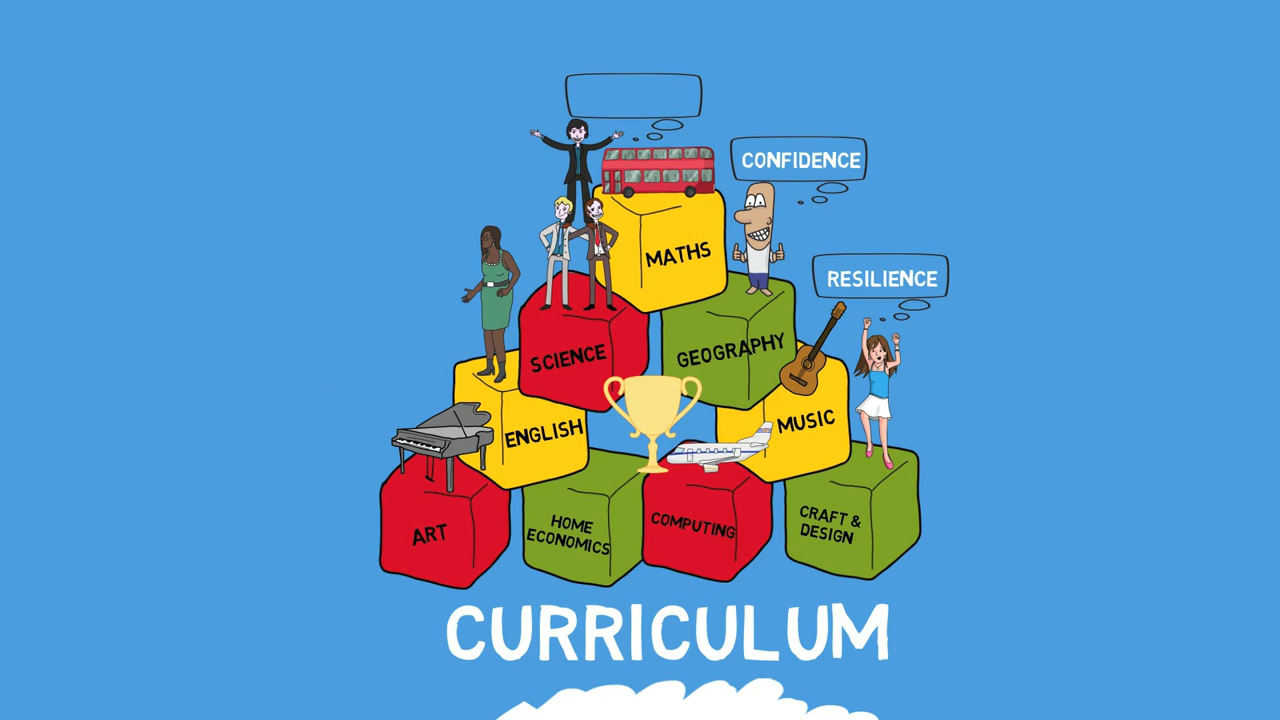 CONFIDENCE
MATHS
RESILIENCE
SCIENCE
GEOGRAPHY
ENGLISH
MUSIC
ART
HOME
ECONOMICS
COMPUTING
CRAFT &
DESIGN
CURRICULUM